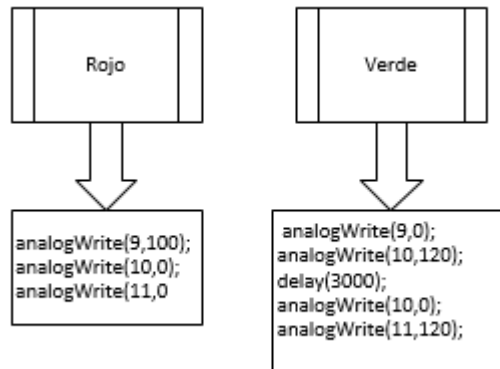 Rojo
analogWrite(9,100);
analogWrite(10,0);
analogWrite(11,0
Verde
analogWrite(9,0);
analogWrite(10,120);
delay(3000);
analogWrite(10,0);
analogWrite(11,120);